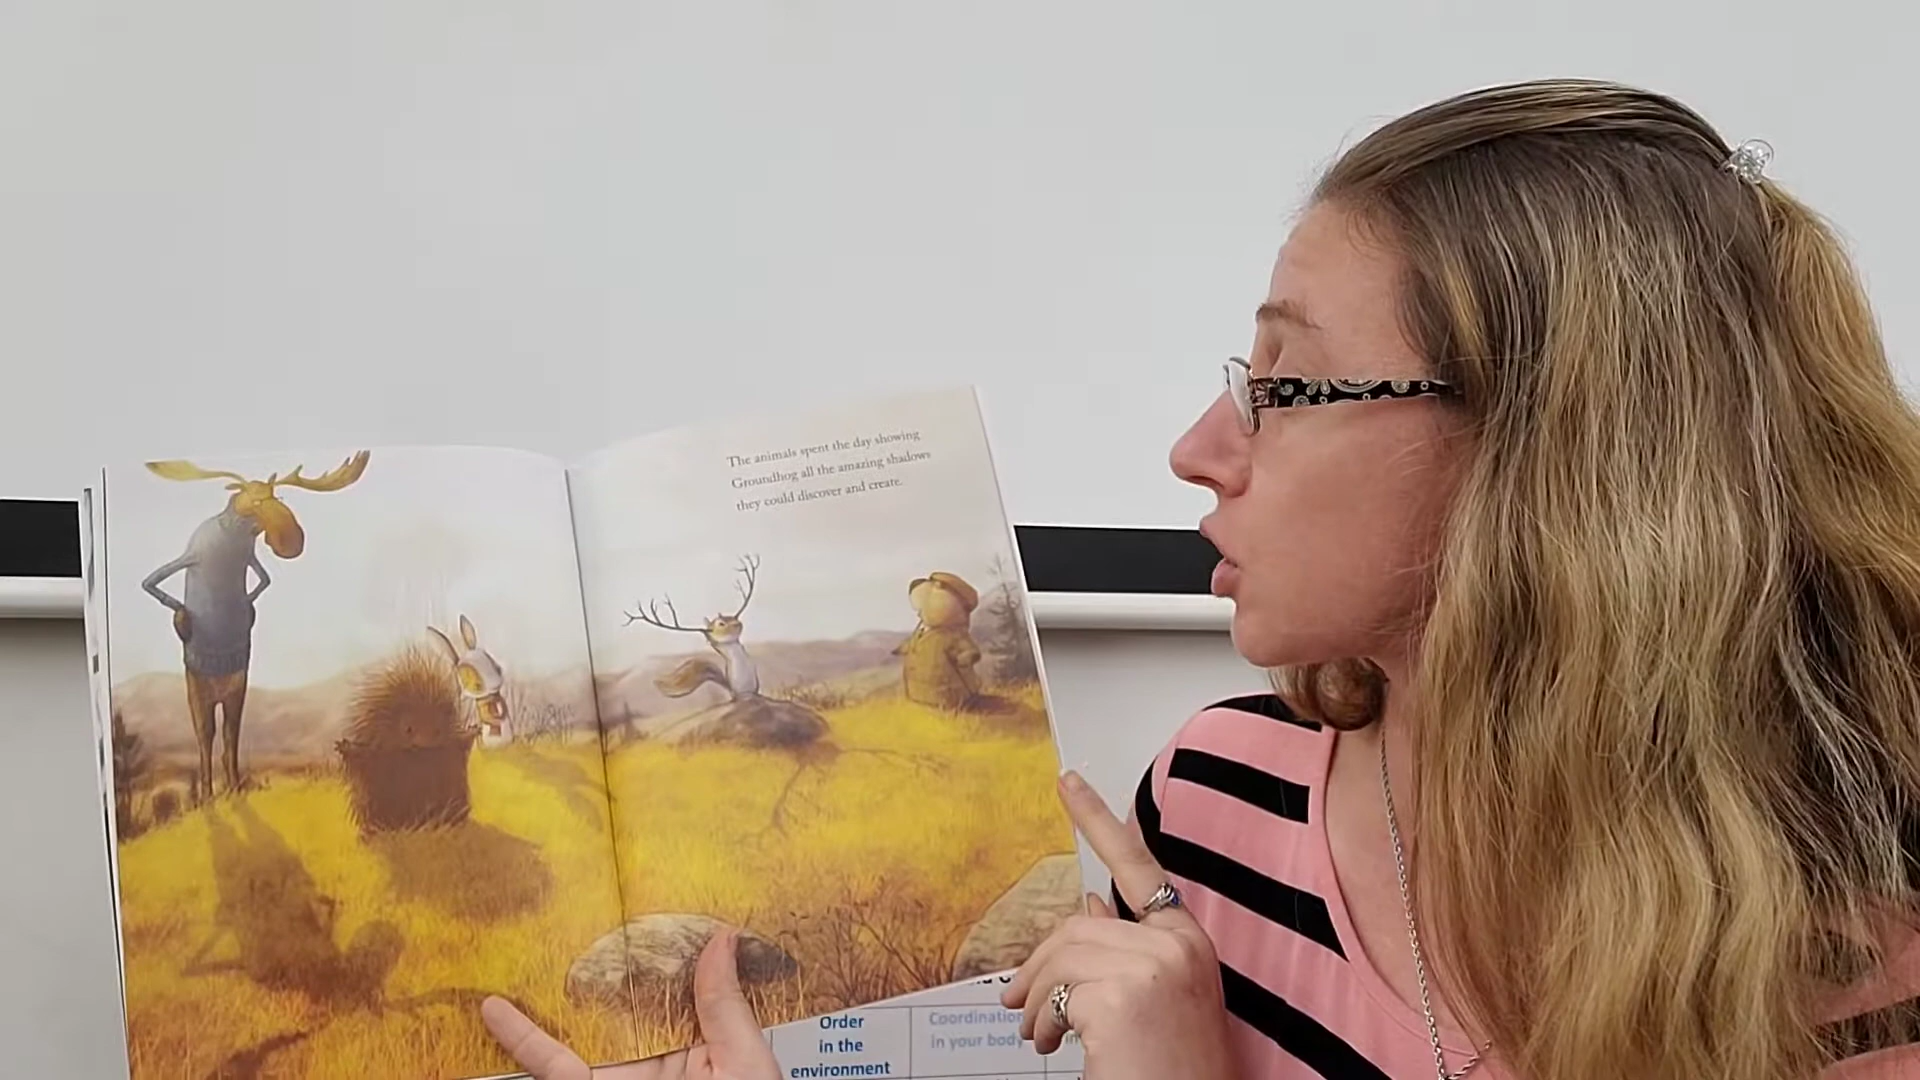 The animals spent the day showing
Groundhog all the amazing shadows
they could discover and create.
Order
in the
environment
Coordination
in your body